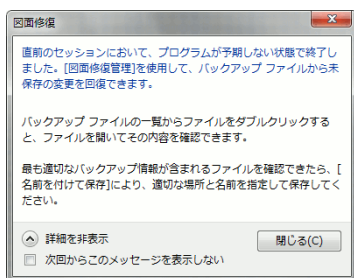 図面修復
直前のセッションにおいて、プログラムが予期しない状態で終了し
ました。[図面修復管理]を使用して、バックアップ ファイルから未
保存の変更を回復できます。
バックアップ ファイルの一覧からファイルをダブルクリックする
と、ファイルを開いてその内容を確認できます。
最も適切なバックアップ情報が含まれるファイルを確認できたら、[
名前を付けて保存]により、適切な場所と名前を指定して保存してく
ださい。
詳細を非表示
閉じる(C)
次回からこのメッセージを表示しない